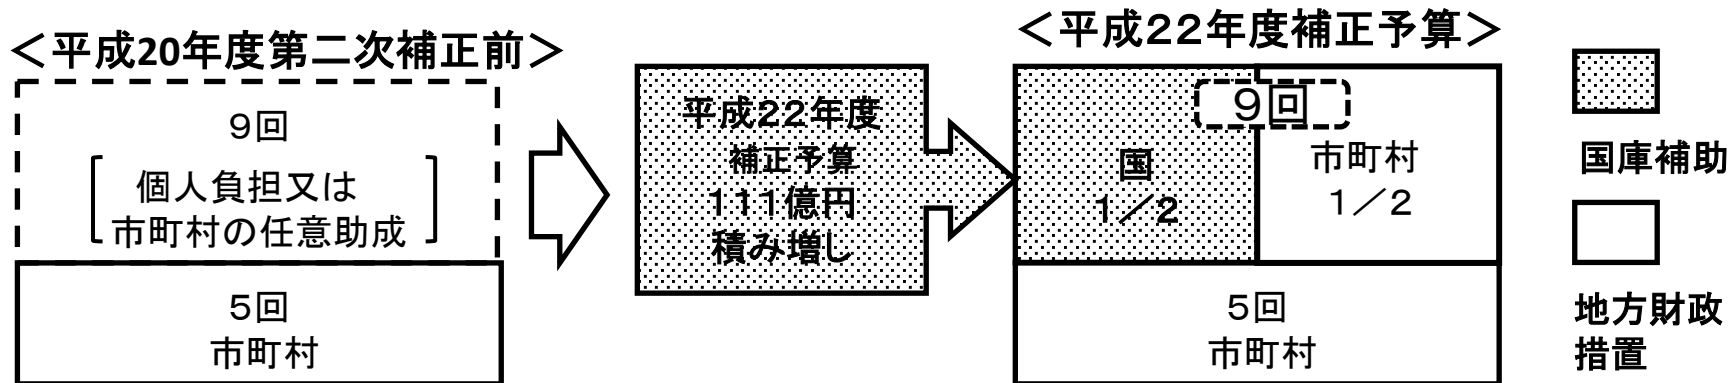 ＜平成20年度第二次補正前＞
９回
個人負担又は
市町村の任意助成
５回
市町村
平成２２年度
補正予算
１１１億円
積み増し
＜平成２２年度補正予算＞
９回
国
１／２
市町村
１／２
５回
市町村
国庫補助
地方財政
措置